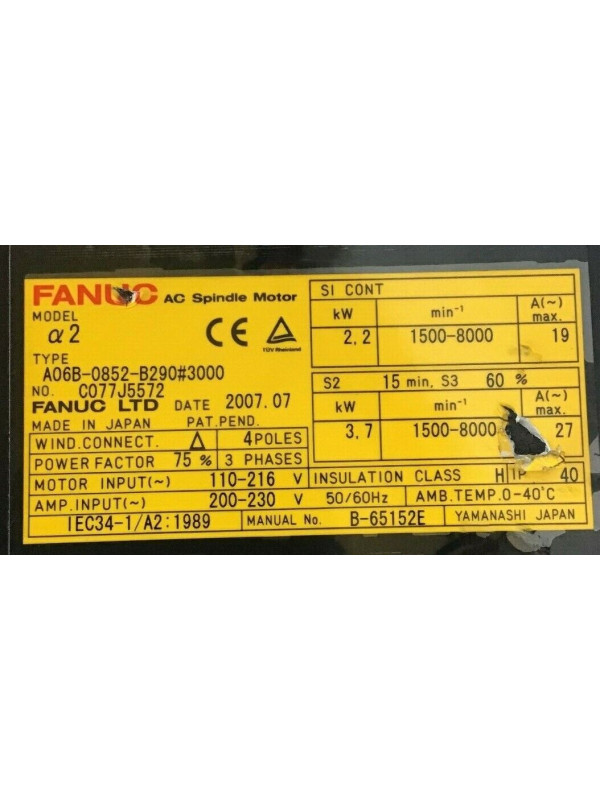 FANUC AC Spindle Motor
MODEL
α2
TYPE
A06B-0852-B290#3000
NO. C077J5572
FANUC LTD DATE 2007.07
MADE IN JAPAN PAT.PEND.
WIND.CONNECT. Δ 4POLES
POWER FACTOR 75 % 3 PHASES
MOTOR INPUT(~) 110-216 V
AMP.INPUT(~) 200-230 V 50/60Hz
IEC34-1/A2:1989
MANUAL No. B-65152E
CE
TÜV Rheinland
S1 CONT
kW min⁻¹ A(~) max.
2,2 1500-8000 19
S2 15 min, S3 60 %
kW min⁻¹ A(~) max.
3,7 1500-8000 27
INSULATION CLASS H IP 40
AMB.TEMP.0-40°C
YAMANASHI JAPAN